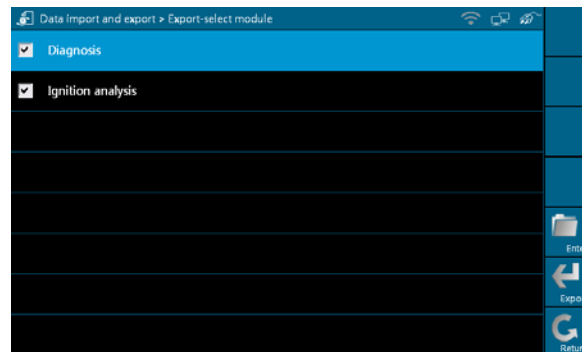 Data import and export > Export-select module
Diagnosis
Ignition analysis
Ente
Expo
Retur